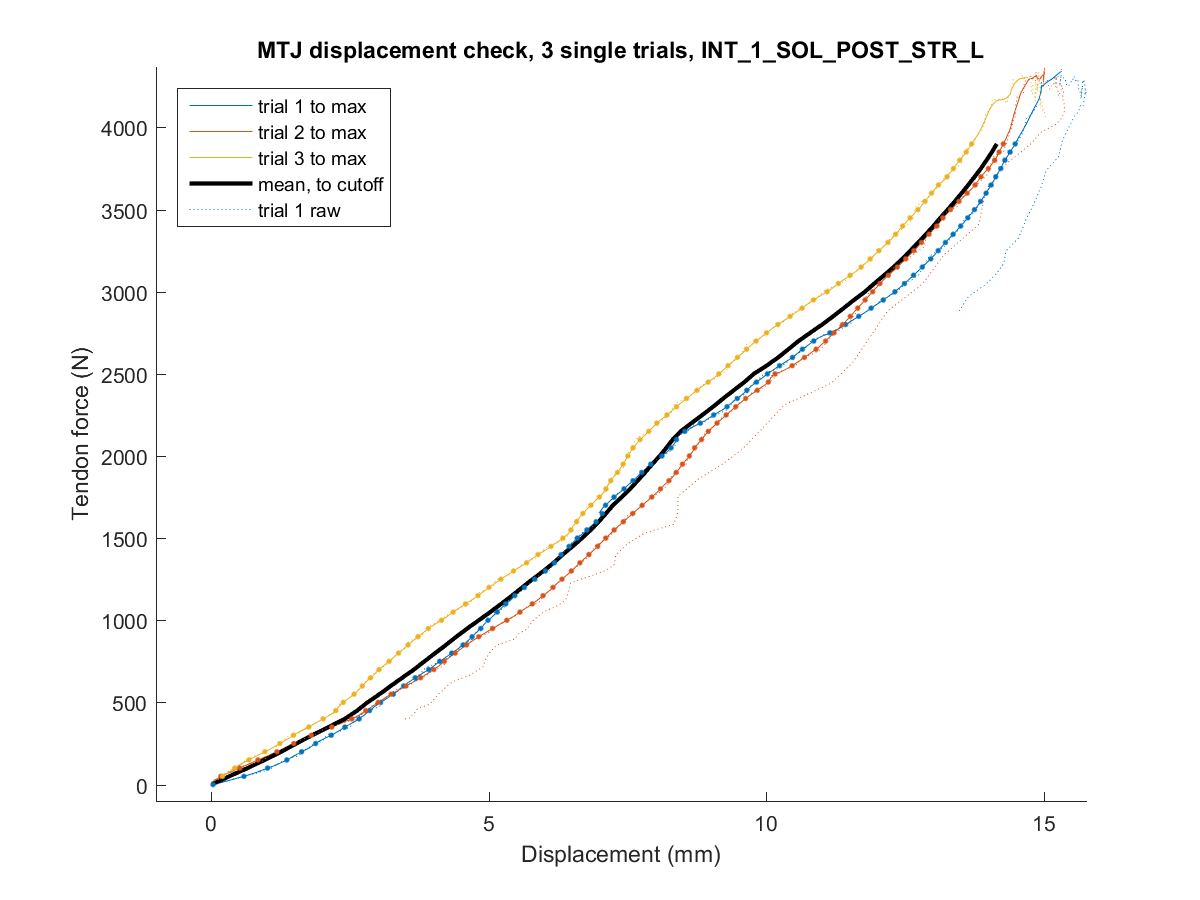 MTJ displacement check, 3 single trials, INT_1_SOL_POST_STR_L
trial 1 to max
trial 2 to max
trial 3 to max
mean, to cutoff
trial 1 raw
4000
3500
3000
2500
2000
1500
1000
500
0
Tendon force (N)
0 5 10 15
Displacement (mm)